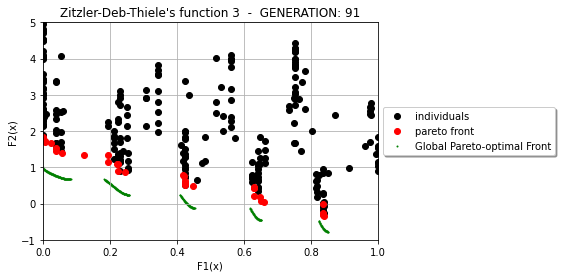 Zitzler-Deb-Thiele's function 3 - GENERATION: 91
5
4
3
2
1
0
−1
F2(x)
0.0 0.2 0.4 0.6 0.8 1.0
F1(x)
individuals
pareto front
Global Pareto-optimal Front